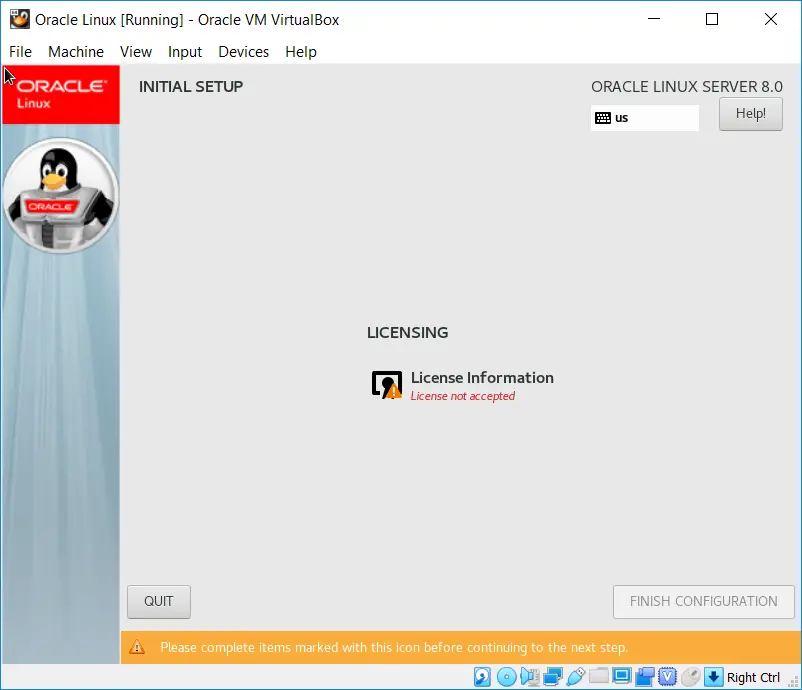 Oracle Linux [Running] - Oracle VM VirtualBox
File Machine View Input Devices Help
ORACLE
Linux
INITIAL SETUP
ORACLE LINUX SERVER 8.0
us
Help!
ORACLE
LICENSING
License Information
License not accepted
QUIT
FINISH CONFIGURATION
Please complete items marked with this icon before continuing to the next step.
V
Right Ctrl